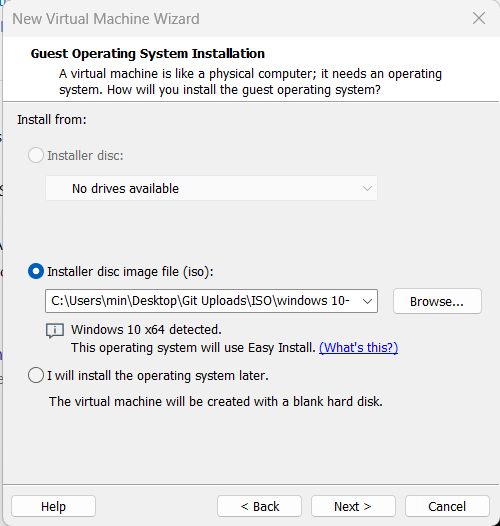 New Virtual Machine Wizard
Guest Operating System Installation
A virtual machine is like a physical computer; it needs an operating
system. How will you install the guest operating system?
Install from:
Installer disc:
No drives available
Installer disc image file (iso):
C:\Users\min\Desktop\Git Uploads\ISO\windows 10-
Browse...
Windows 10 x64 detected.
This operating system will use Easy Install. (What's this?)
I will install the operating system later.
The virtual machine will be created with a blank hard disk.
Help
< Back
Next >
Cancel